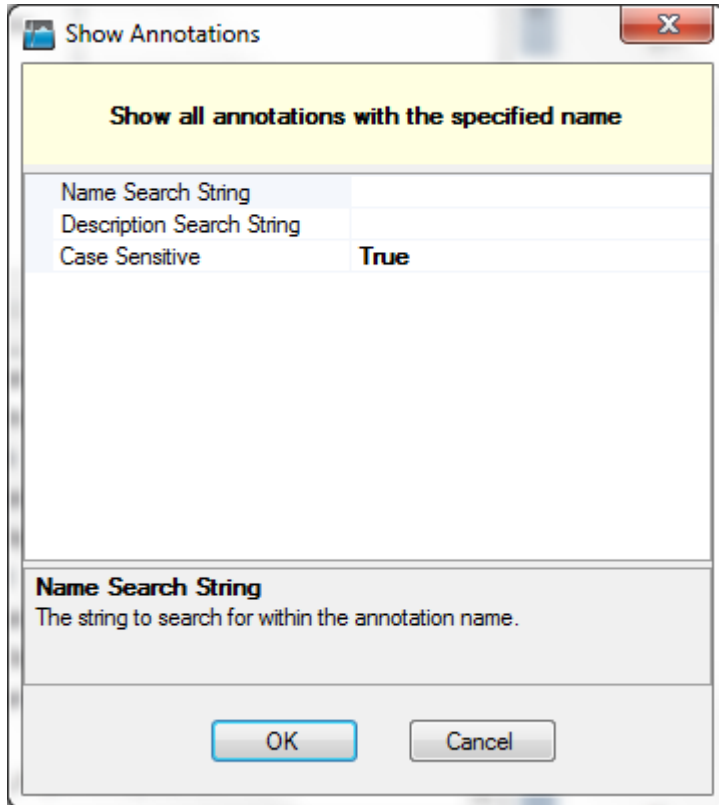 Show Annotations
Show all annotations with the specified name
Name Search String
Description Search String
Case Sensitive True
Name Search String
The string to search for within the annotation name.
OK Cancel